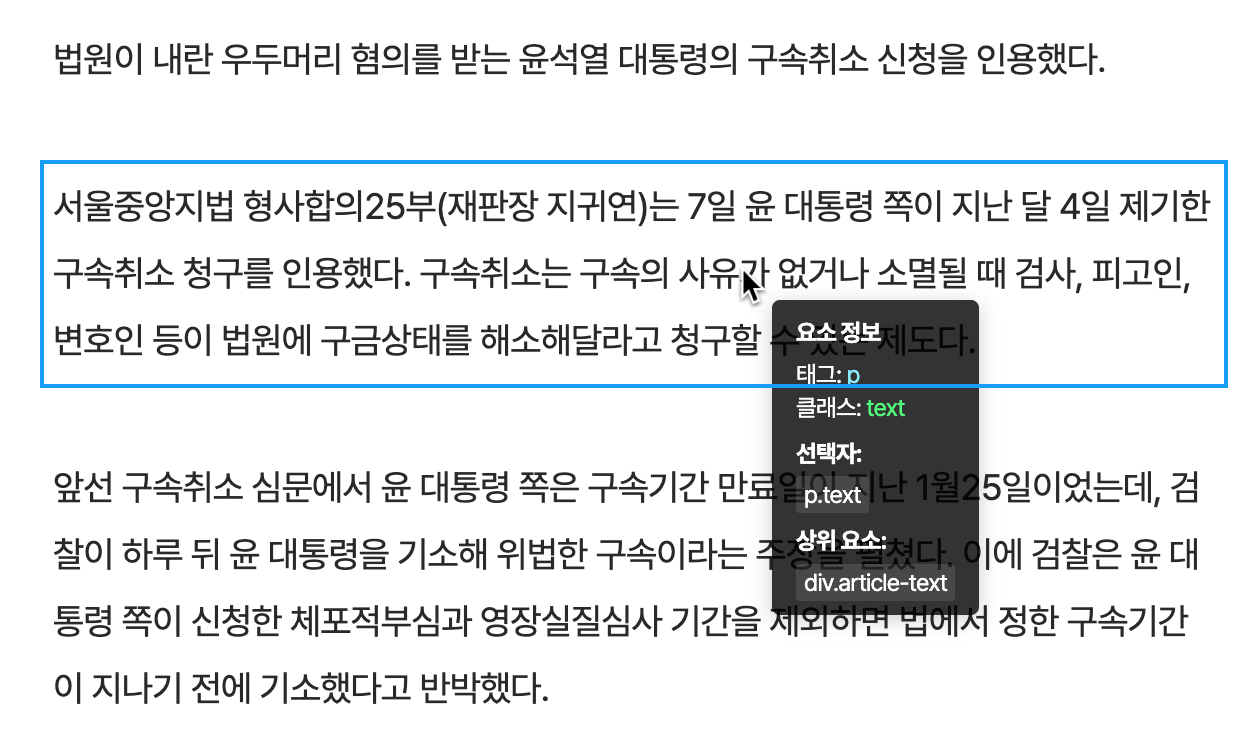 법원이 내란 우두머리 혐의를 받는 윤석열 대통령의 구속취소 신청을 인용했다.
서울중앙지법 형사합의25부(재판장 지귀연)는 7일 윤 대통령 쪽이 지난 달 4일 제기한
구속취소 청구를 인용했다. 구속취소는 구속의 사유가 없거나 소멸될 때 검사, 피고인,
변호인 등이 법원에 구금상태를 해소해달라고 청구할 수 있는 제도다.
요소 정보
태그: p
클래스: text
선택자:
p.text
상위 요소:
div.article-text
앞선 구속취소 심문에서 윤 대통령 쪽은 구속기간 만료일이 지난 1월25일이었는데, 검
찰이 하루 뒤 윤 대통령을 기소해 위법한 구속이라는 주장을 펼쳤다. 이에 검찰은 윤 대
통령 쪽이 신청한 체포적부심과 영장실질심사 기간을 제외하면 법에서 정한 구속기간
이 지나기 전에 기소했다고 반박했다.